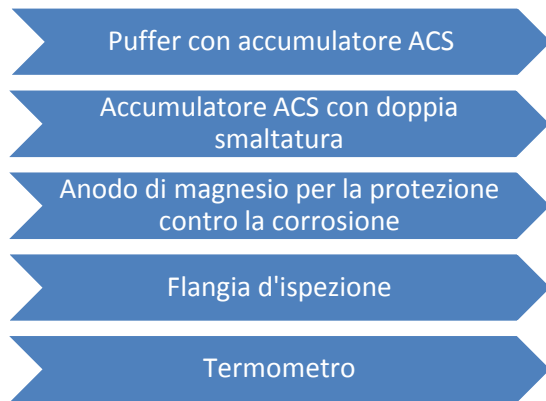 Puffer con accumulatore ACS
Accumulatore ACS con doppia
smaltatura
Anodo di magnesio per la protezione
contro la corrosione
Flangia d'ispezione
Termometro